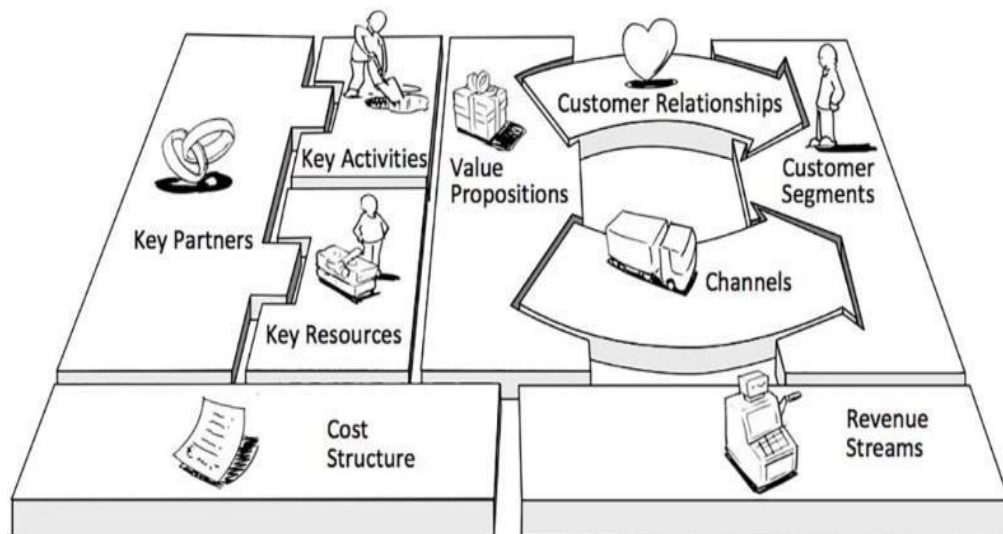 Key Partners
Key Activities
Key Resources
Value
Propositions
Customer Relationships
Channels
Customer
Segments
Cost
Structure
Revenue
Streams